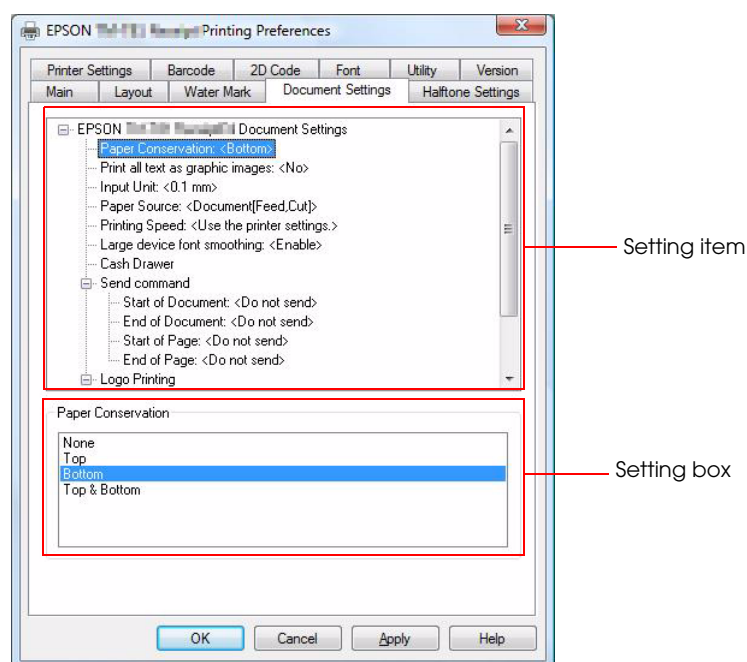 EPSON Printing Preferences
Printer Settings Barcode 2D Code Font Utility Version
Main Layout Water Mark Document Settings Halftone Settings
EPSON Document Settings
Paper Conservation: <Bottom>
Print all text as graphic images: <No>
Input Unit: <0.1 mm>
Paper Source: <Document[Feed,Cut]>
Printing Speed: <Use the printer settings.>
Large device font smoothing: <Enable>
Cash Drawer
Send command
Start of Document: <Do not send>
End of Document: <Do not send>
Start of Page: <Do not send>
End of Page: <Do not send>
Logo Printing
Setting item
Paper Conservation
None
Top
Bottom
Top & Bottom
Setting box
OK Cancel Apply Help